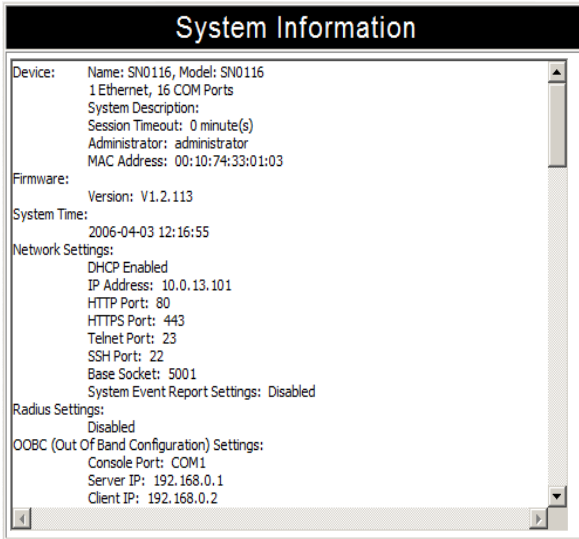 System Information
Device: Name: SN0116, Model: SN0116
1 Ethernet, 16 COM Ports
System Description:
Session Timeout: 0 minute(s)
Administrator: administrator
MAC Address: 00:10:74:33:01:03
Firmware:
Version: V1.2.113
System Time:
2006-04-03 12:16:55
Network Settings:
DHCP Enabled
IP Address: 10.0.13.101
HTTP Port: 80
HTTPS Port: 443
Telnet Port: 23
SSH Port: 22
Base Socket: 5001
System Event Report Settings: Disabled
Radius Settings:
Disabled
OOBC (Out Of Band Configuration) Settings:
Console Port: COM1
Server IP: 192.168.0.1
Client IP: 192.168.0.2